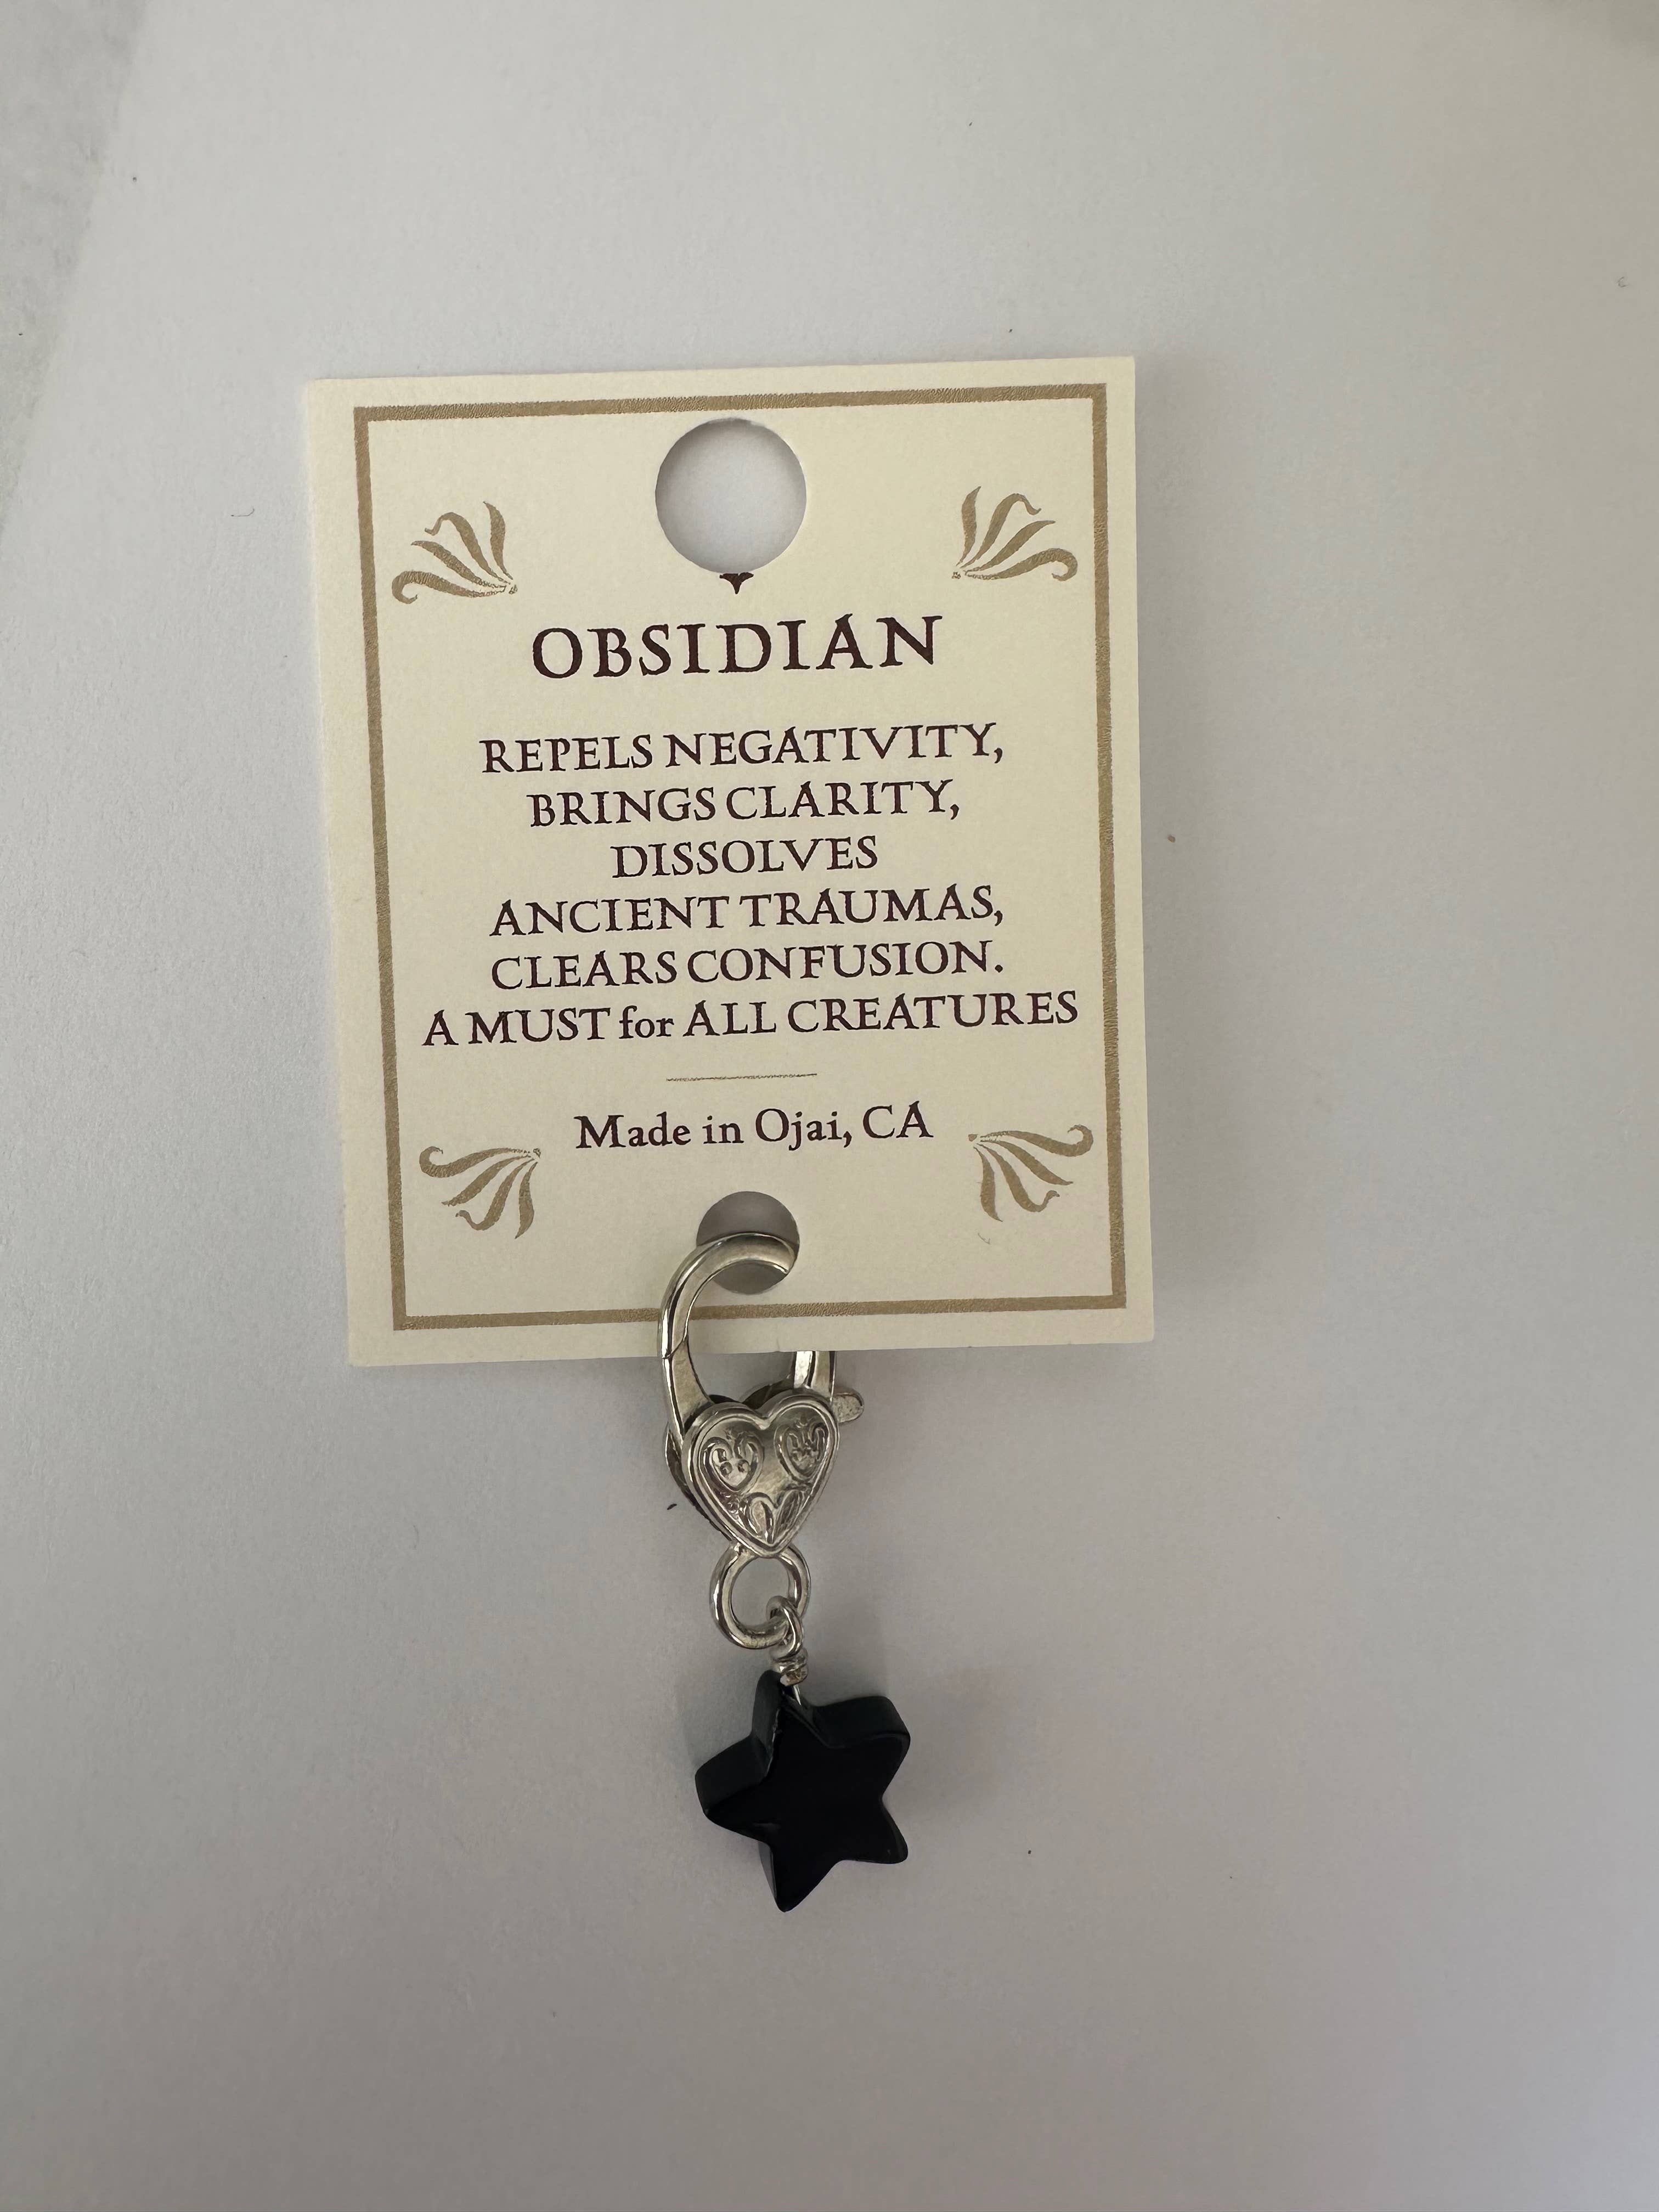 OBSIDIAN
REPELS NEGATIVITY,
BRINGS CLARITY,
DISSOLVES
ANCIENT TRAUMAS,
CLEARS CONFUSION.
A MUST for ALL CREATURES
Made in Ojai, CA